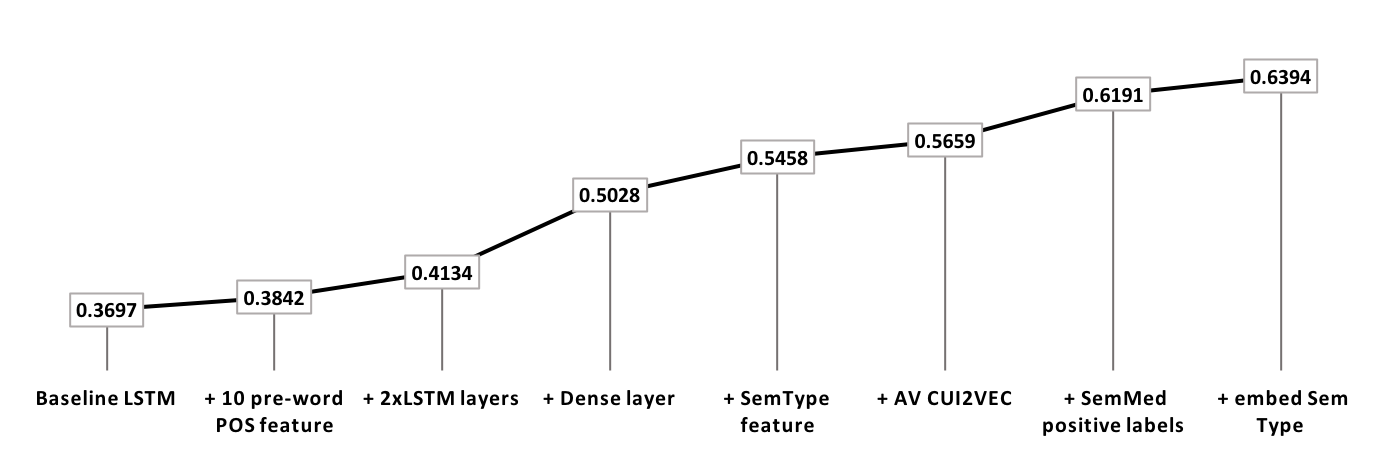 0.6394
0.6191
0.5659
0.5458
0.5028
0.4134
0.3842
0.3697
Baseline LSTM
+ 10 pre-word
POS feature
+ 2xLSTM layers
+ Dense layer
+ SemType
feature
+ AV CUI2VEC
+ SemMed
positive labels
+ embed Sem
Type